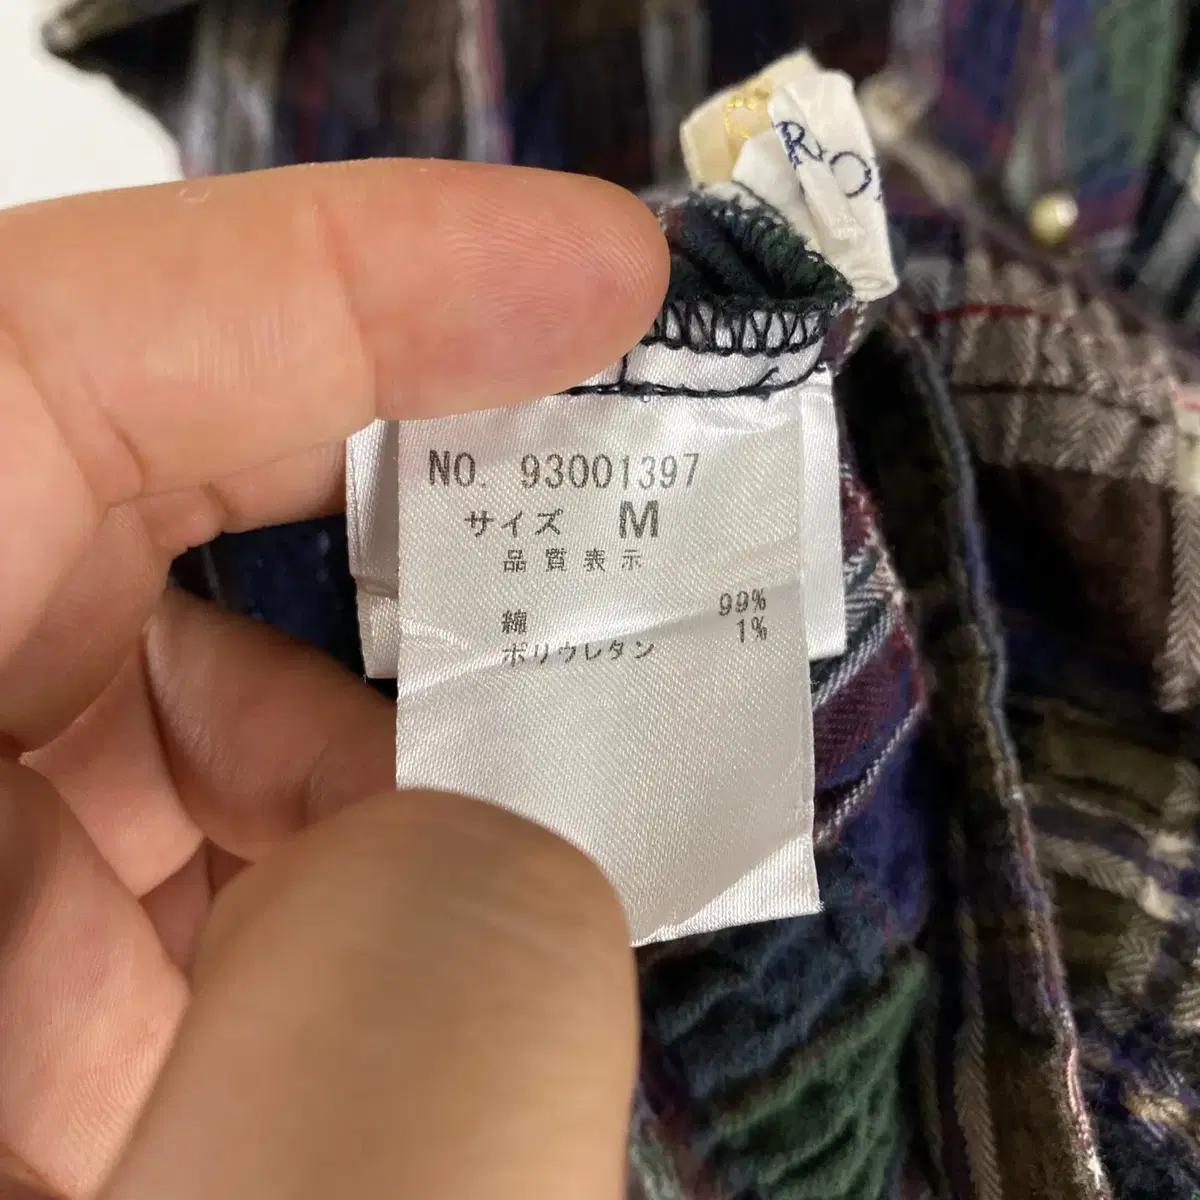 NO. 93001397
サイズ M
品質表示
綿 99%
ポリウレタン 1%